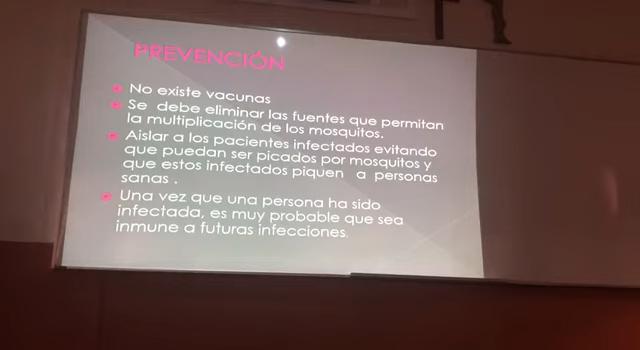 PREVENCIÓN
No existe vacunas
Se debe eliminar las fuentes que permitan
la multiplicación de los mosquitos.
Aislar a los pacientes infectados evitando
que puedan ser picados por mosquitos y
que estos infectados piquen a personas
sanas .
Una vez que una persona ha sido
infectada, es muy probable que sea
inmune a futuras infecciones.